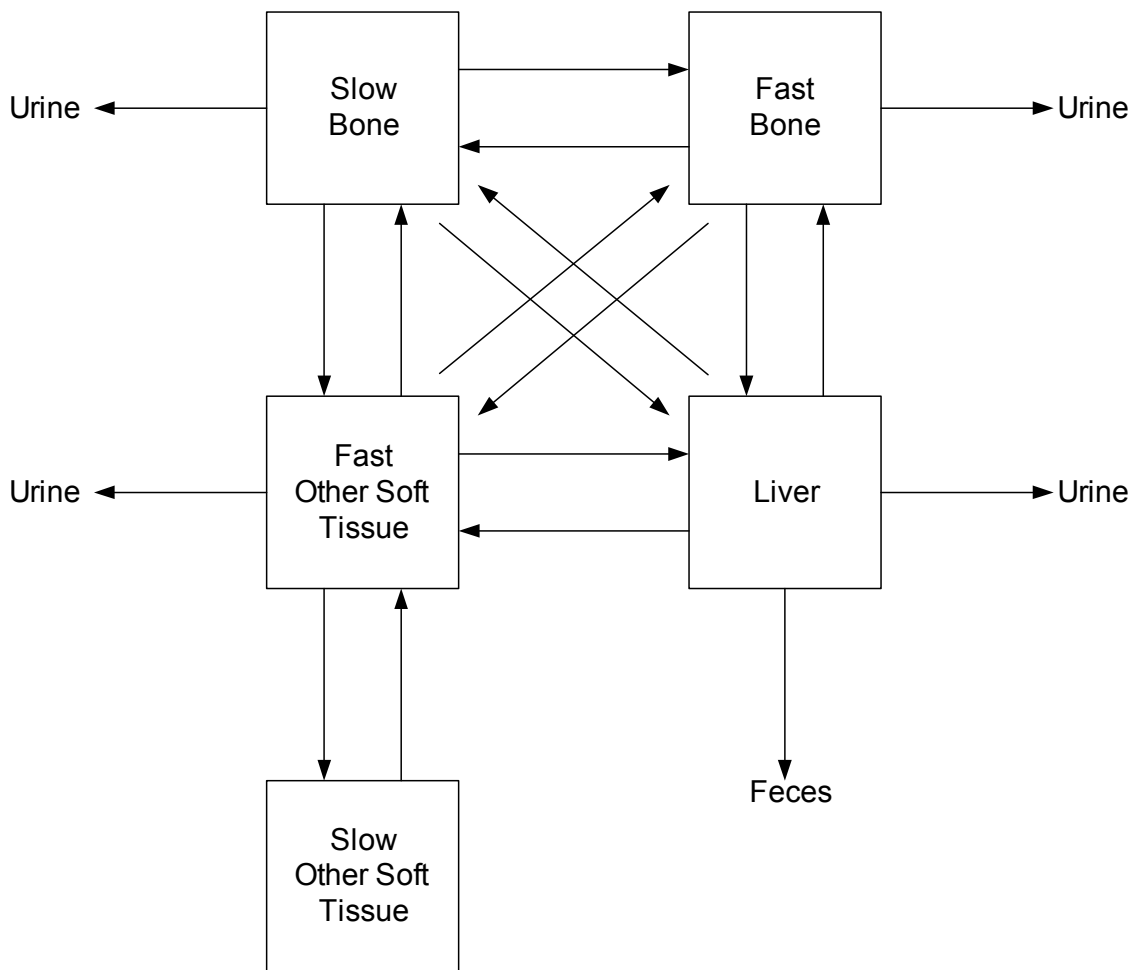 Slow
Bone
Fast
Bone
Urine
Urine
Fast
Other Soft
Tissue
Liver
Urine
Urine
Feces
Slow
Other Soft
Tissue